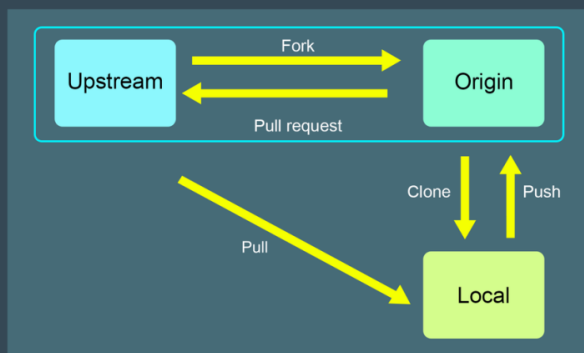 Fork
Upstream
Origin
Pull request
Clone
Push
Pull
Local